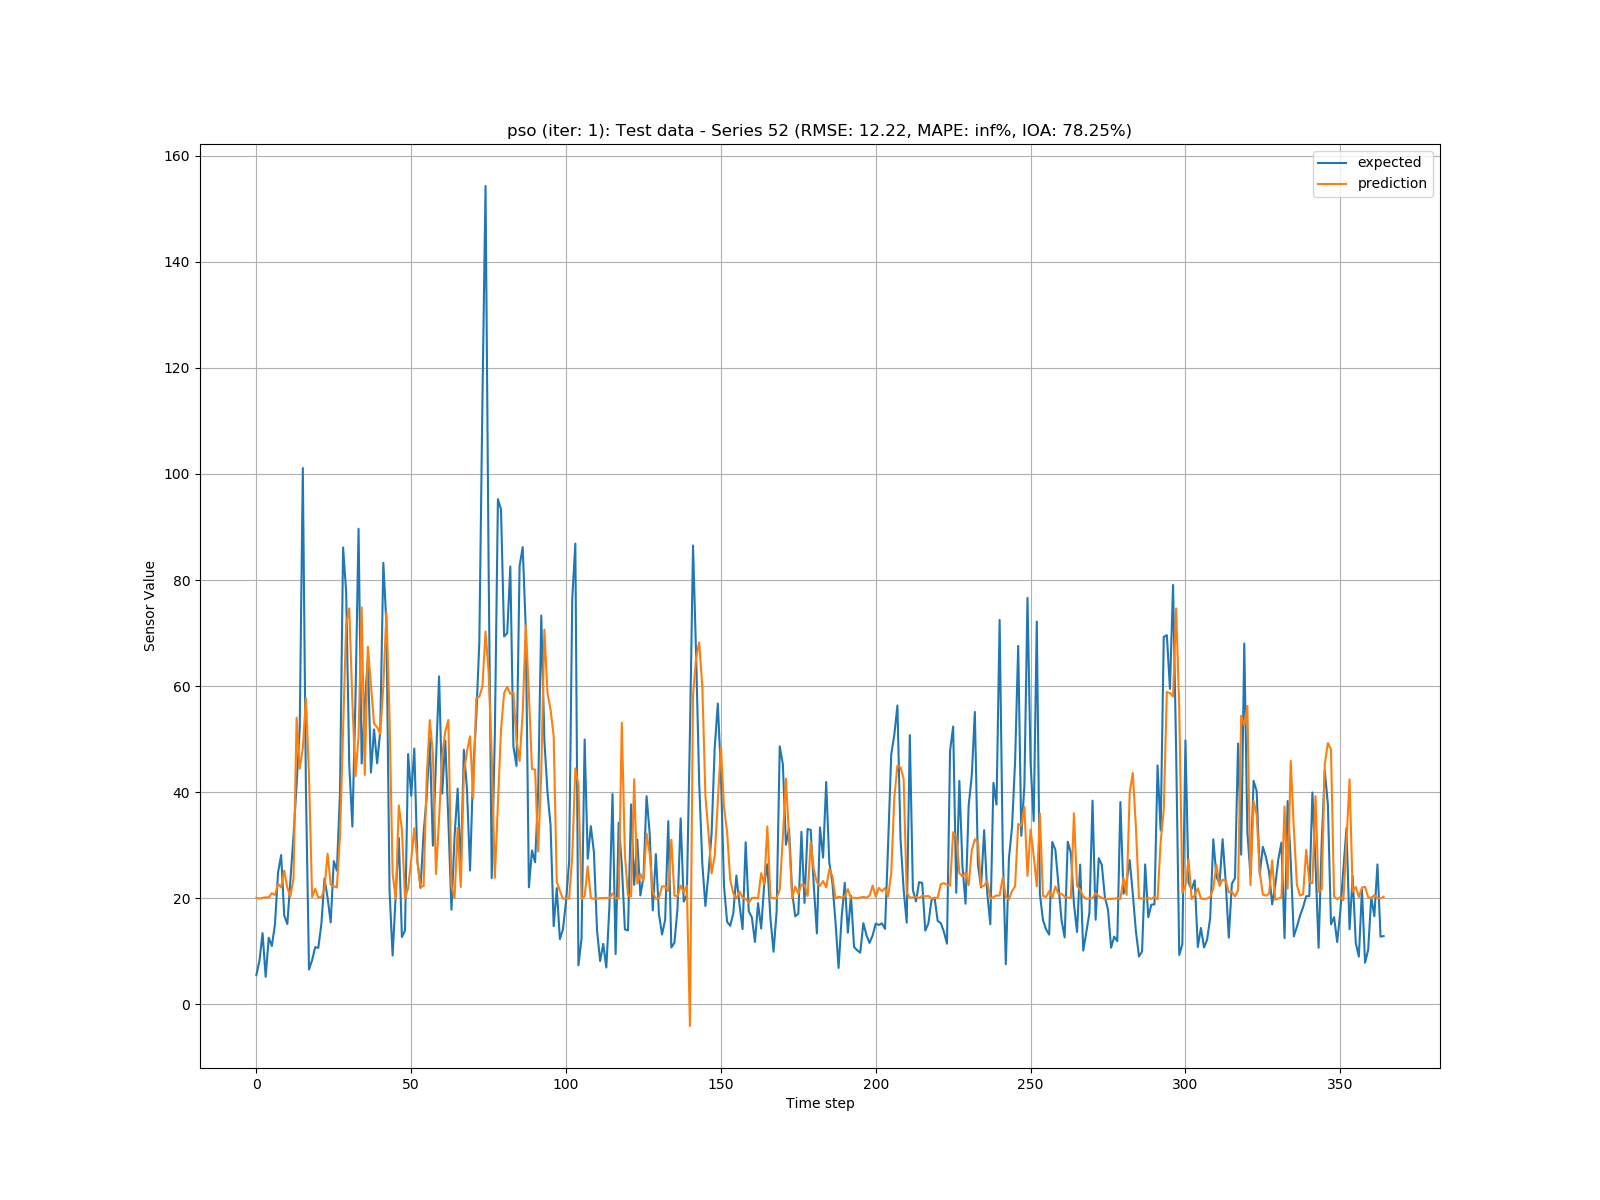 pso (iter: 1): Test data - Series 52 (RMSE: 12.22, MAPE: inf%, IOA: 78.25%)
expected
prediction
160
140
120
100
80
60
40
20
0
Sensor Value
0 50 100 150 200 250 300 350
Time step